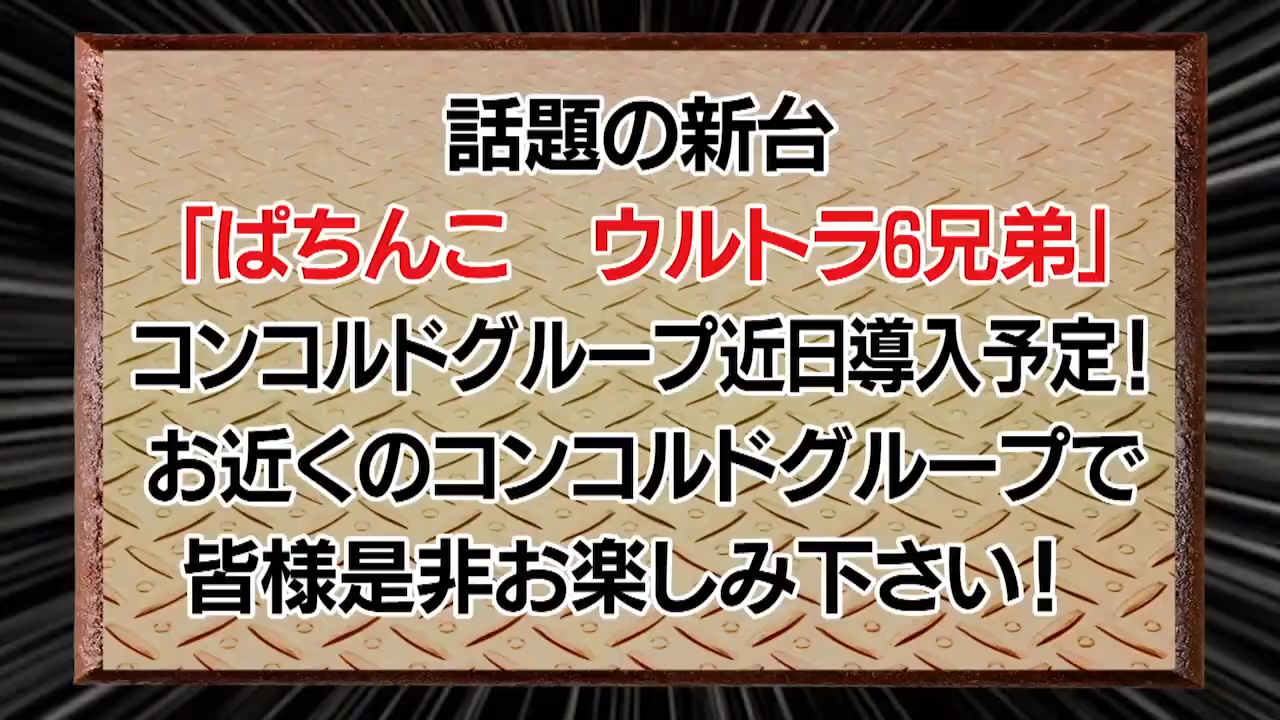 話題の新台
「ぱちんこ　ウルトラ6兄弟」
コンコルドグループ近日導入予定！
お近くのコンコルドグループで
皆様是非お楽しみ下さい！